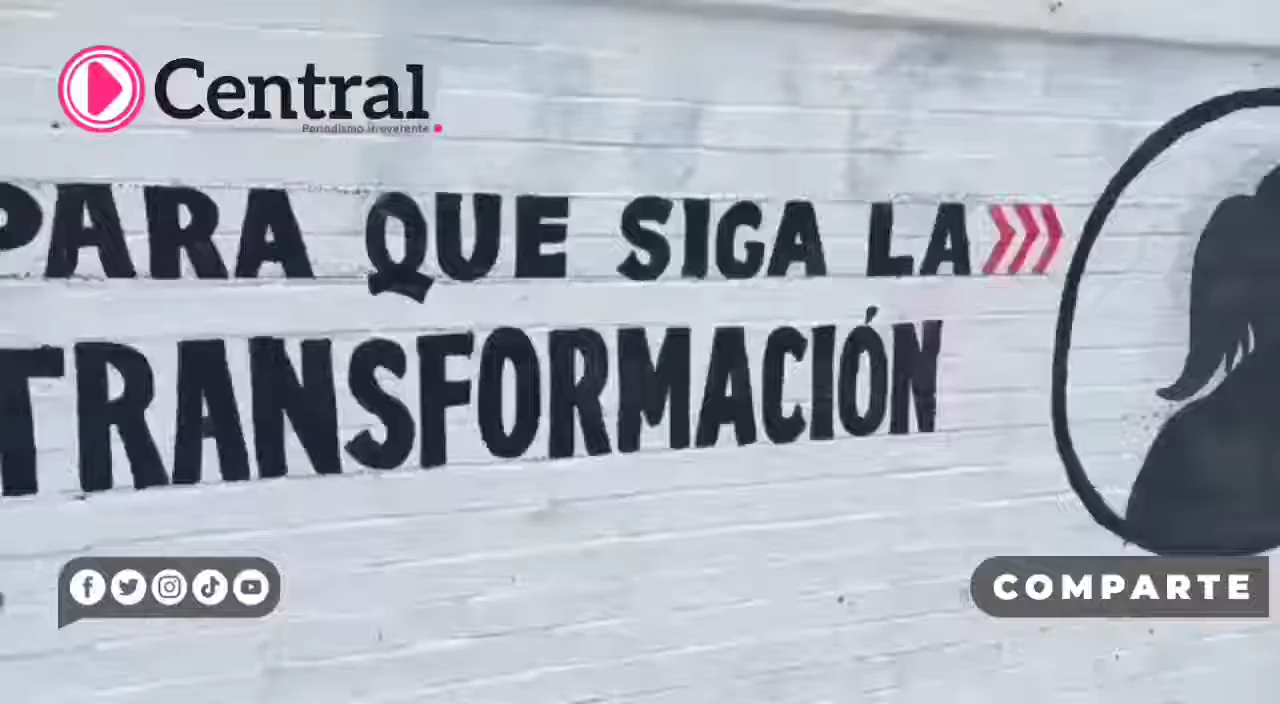 Central
Periodismo irreverente
PARA QUE SIGA LA
TRANSFORMACIÓN
COMPARTE